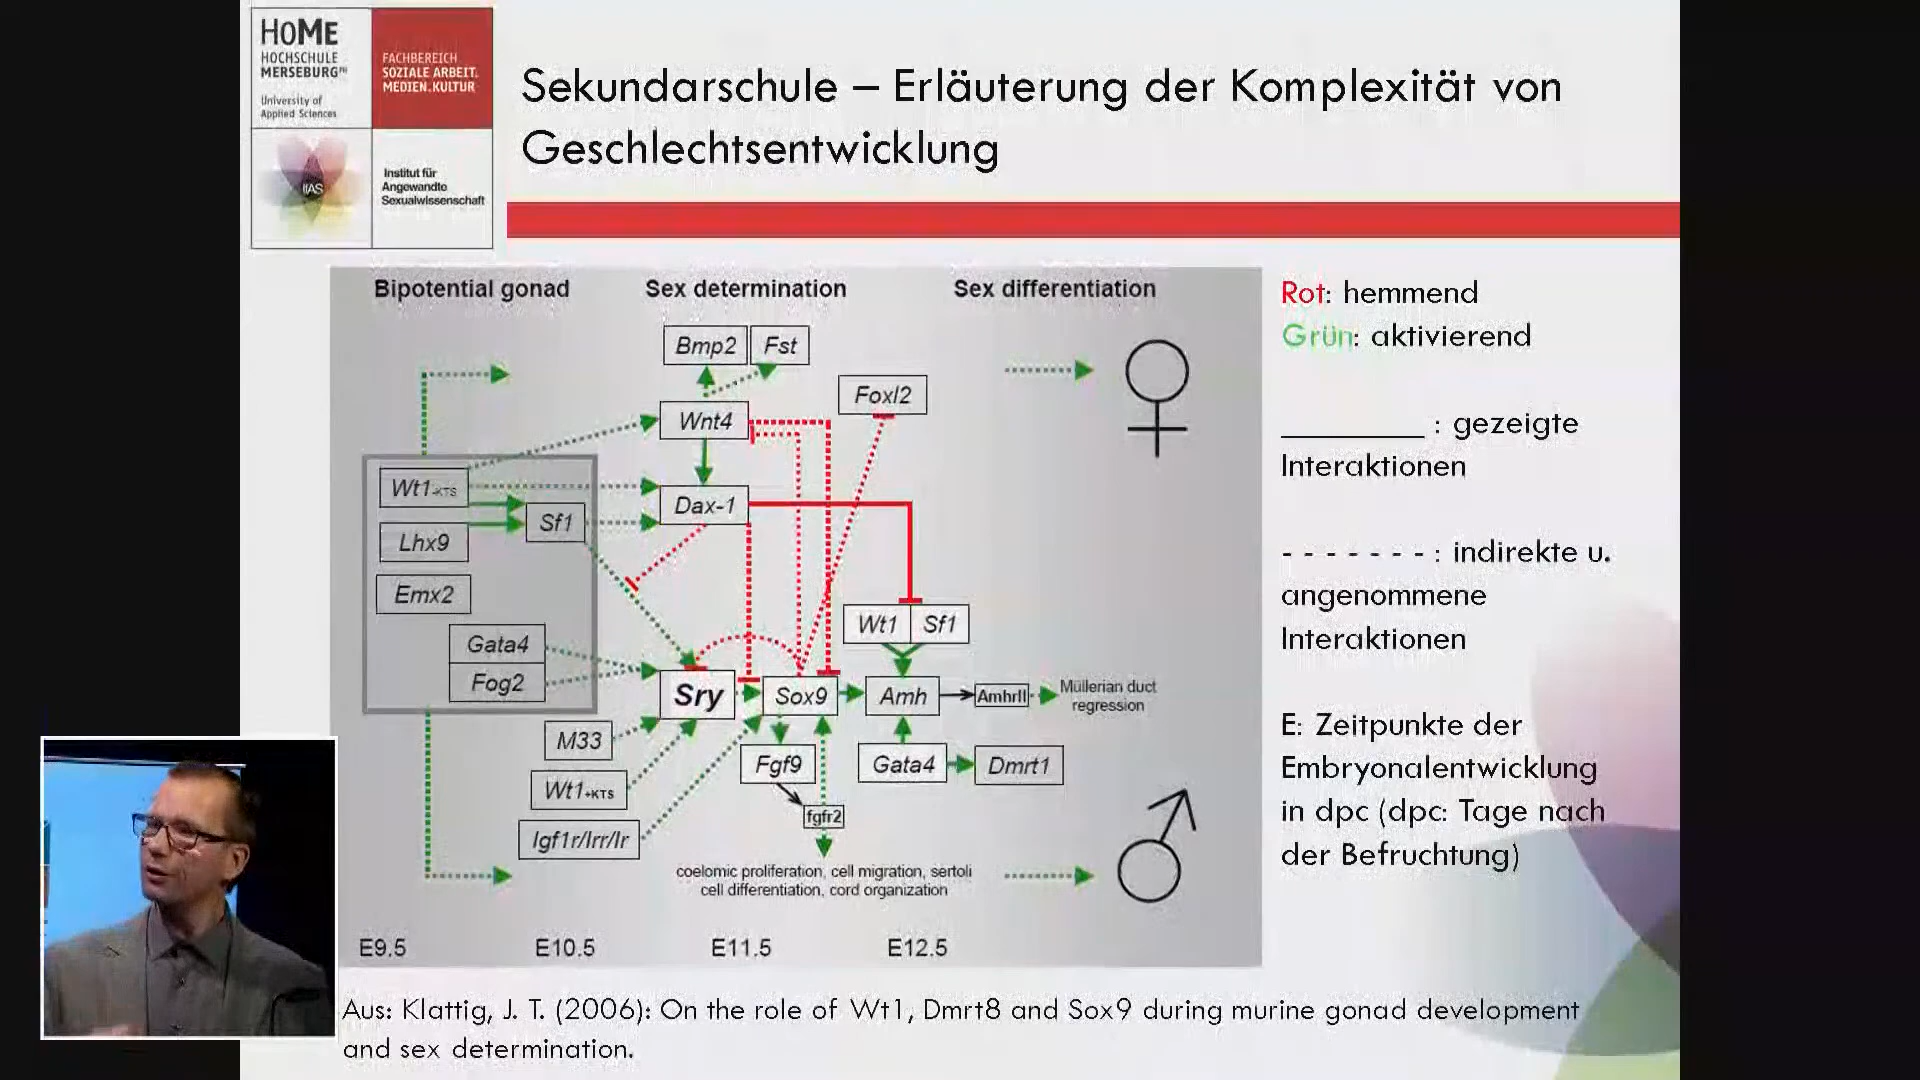 HoMe
HOCHSCHULE
MERSEBURG
University of
Applied Sciences
FACHBEREICH
SOZIALE ARBEIT.
MEDIEN.KULTUR
IfAS
Institut für
Angewandte
Sexualwissenschaft
Sekundarschule – Erläuterung der Komplexität von
Geschlechtsentwicklung
Bipotential gonad
Sex determination
Sex differentiation
Bmp2
Fst
Foxl2
Wnt4
Wt1-KTS
Dax-1
Sf1
Lhx9
Emx2
Wt1
Sf1
Gata4
Fog2
Sry
Sox9
Amh
AmhrII
Müllerian duct
regression
M33
Fgf9
Gata4
Dmrt1
Wt1+KTS
fgfr2
Igf1r/Irr/Ir
coelomic proliferation, cell migration, sertoli
cell differentiation, cord organization
E9.5
E10.5
E11.5
E12.5
Rot: hemmend
Grün: aktivierend
_________ : gezeigte
Interaktionen
- - - - - - - : indirekte u.
angenommene
Interaktionen
E: Zeitpunkte der
Embryonalentwicklung
in dpc (dpc: Tage nach
der Befruchtung)
Aus: Klattig, J. T. (2006): On the role of Wt1, Dmrt8 and Sox9 during murine gonad development
and sex determination.